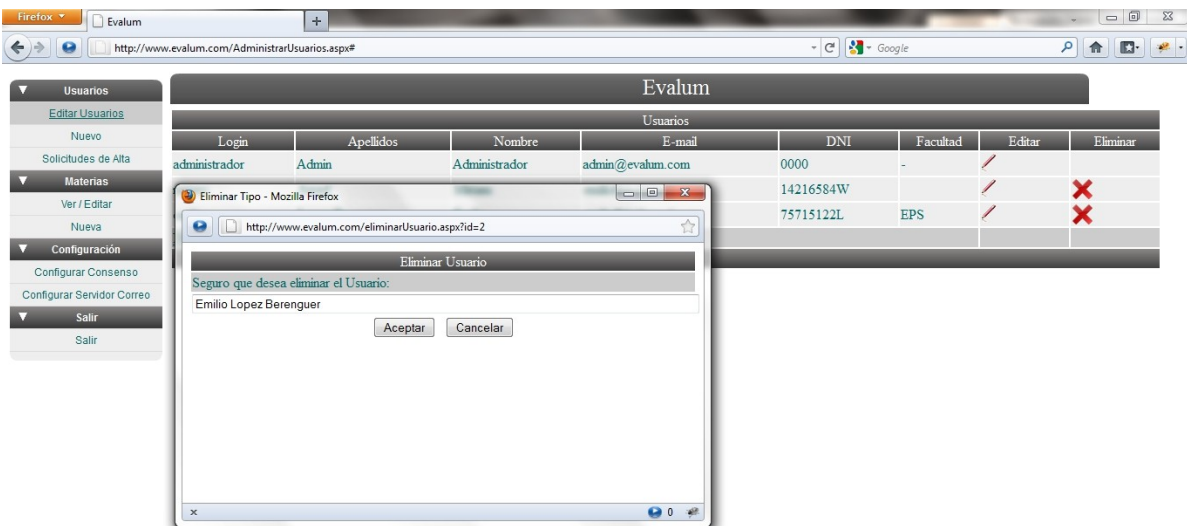 Firefox
Evalum
http://www.evalum.com/AdministrarUsuarios.aspx#
Google
Usuarios
Editar Usuarios
Nuevo
Solicitudes de Alta
Materias
Ver / Editar
Nueva
Configuración
Configurar Consenso
Configurar Servidor Correo
Salir
Salir
Evalum
Usuarios
Login Apellidos Nombre E-mail DNI Facultad Editar Eliminar
administrador Admin Administrador admin@evalum.com 0000 -
14216584W
75715122L EPS
Eliminar Tipo - Mozilla Firefox
http://www.evalum.com/eliminarUsuario.aspx?id=2
Eliminar Usuario
Seguro que desea eliminar el Usuario:
Emilio Lopez Berenguer
Aceptar Cancelar
x 0